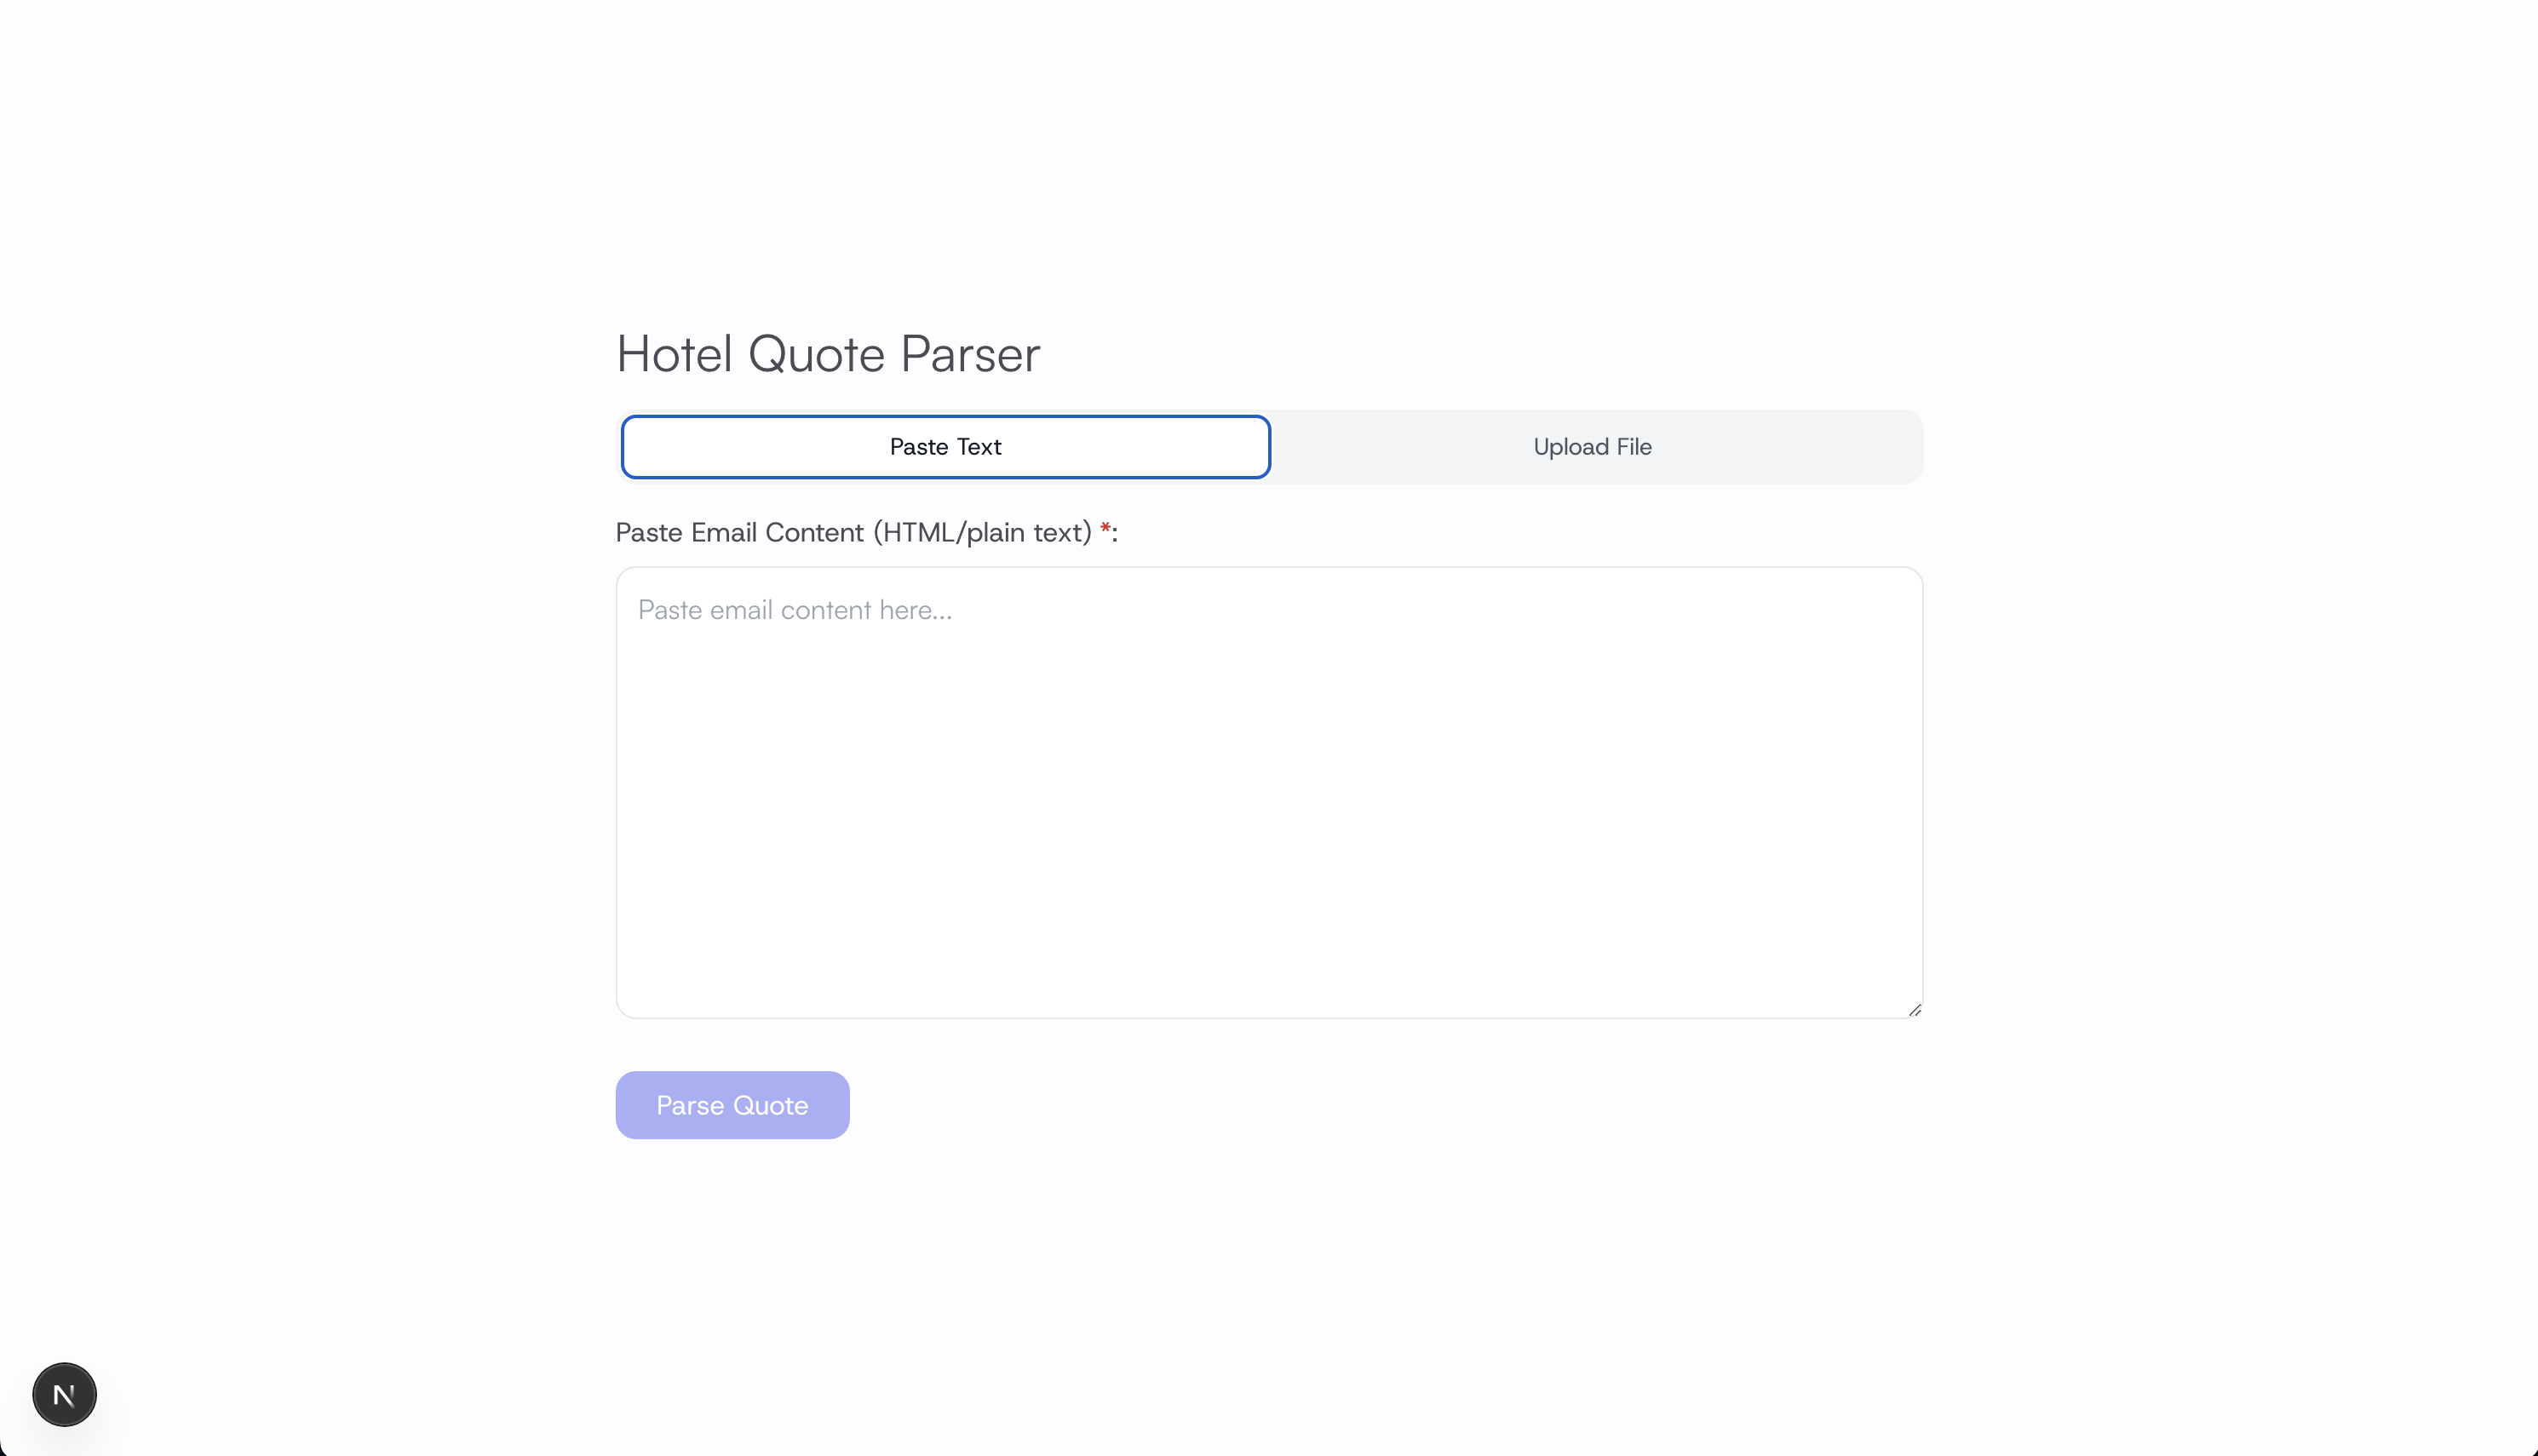 Hotel Quote Parser
Paste Text Upload File
Paste Email Content (HTML/plain text) *:
Paste email content here...
Parse Quote
N